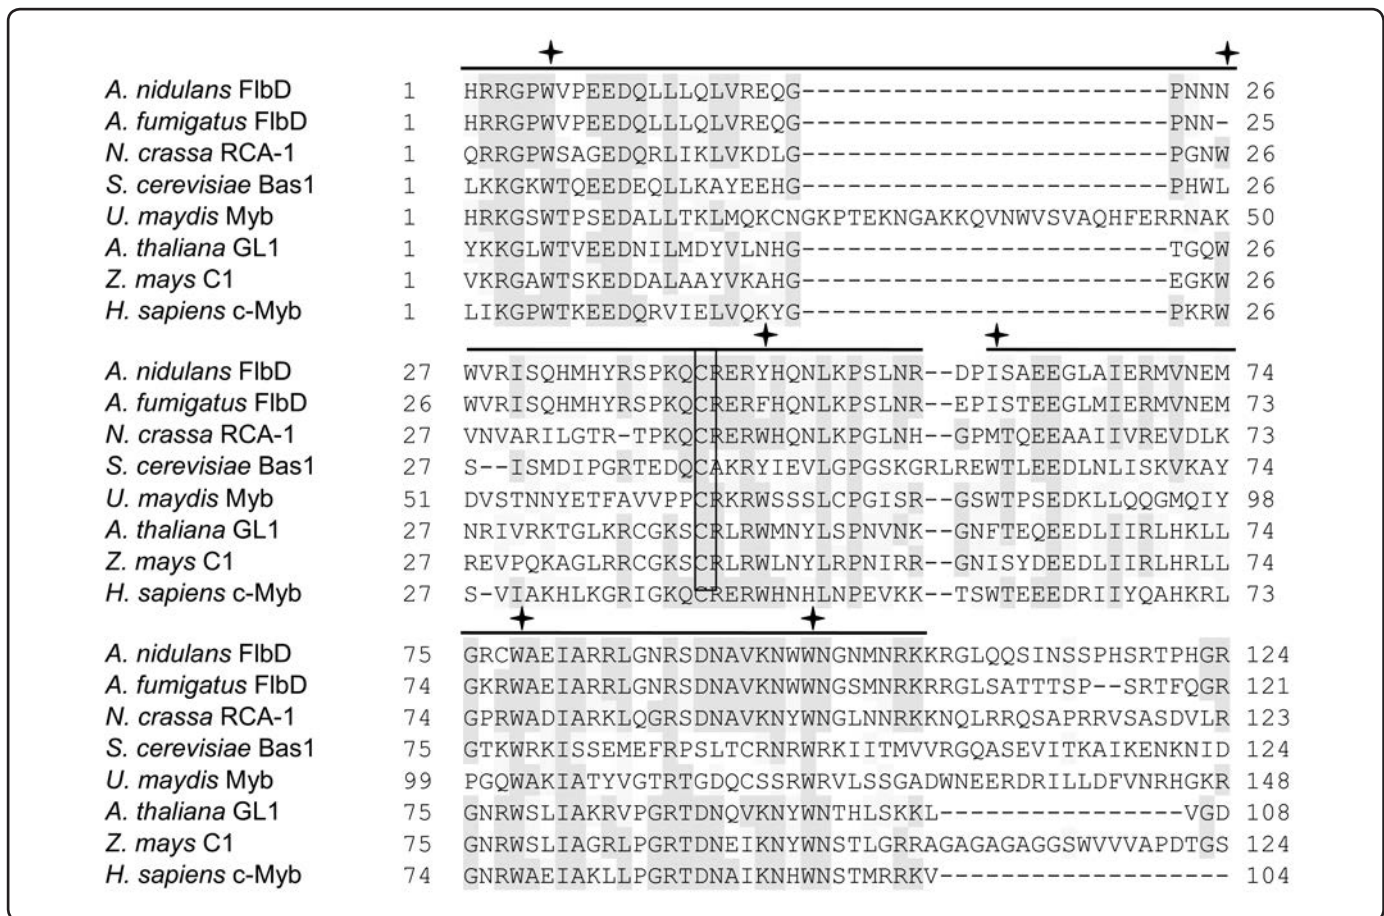 A. nidulans FlbD 1 HRRGPWVPEEDQLLLQLVREQG------------------------PNNN 26
A. fumigatus FlbD 1 HRRGPWVPEEDQLLLQLVREQG------------------------PNN- 25
N. crassa RCA-1 1 QRRGPWSAGEDQRLIKLVKDLG------------------------PGNW 26
S. cerevisiae Bas1 1 LKKGKWTQEEDEQLLKAYEEHG------------------------PHWL 26
U. maydis Myb 1 HRKGSWTPSEDALLTKLMQKCNGKPTEKNGAKKQVNWVSVAQHFERRNAK 50
A. thaliana GL1 1 YKKGLWTVEEDNILMDYVLNHG------------------------TGQW 26
Z. mays C1 1 VKRGAWTSKEDDALAAYVKAHG------------------------EGKW 26
H. sapiens c-Myb 1 LIKGPWTKEEDQRVIELVQKYG------------------------PKRW 26
A. nidulans FlbD 27 WVRISQHMHYRSPKQCRERYHQNLKPSLNR--DPISAEEGLAIERMVNEM 74
A. fumigatus FlbD 26 WVRISQHMHYRSPKQCRERFHQNLKPSLNR--EPISTEEGLMIERMVNEM 73
N. crassa RCA-1 27 VNVARILGTR-TPKQCRERWHQNLKPGLNH--GPMTQEEAAIIVREVDLK 73
S. cerevisiae Bas1 27 S--ISMDIPGRTEDQCAKRYIEVLGPGSKGRLREWTLEEDLNLISKVKAY 74
U. maydis Myb 51 DVSTNNYETFAVVPPCRKRWSSSLCPGISR--GSWTPSEDKLLQQGMQIY 98
A. thaliana GL1 27 NRIVRKTGLKRCGKSCRLRWMNYLSPNVNK--GNFTEQEEDLIIRLHKLL 74
Z. mays C1 27 REVPQKAGLRRCGKSCRLRWLNYLRPNIRR--GNISYDEEDLIIRLHRLL 74
H. sapiens c-Myb 27 S-VIAKHLKGRIGKQCRERWHNHLNPEVKK--TSWTEEEDRIIYQAHKRL 73
A. nidulans FlbD 75 GRCWAEIARRLGNRSDNAVKNWWNGNMNRKKRGLQQSINSSPHSRTPHGR 124
A. fumigatus FlbD 74 GKRWAEIARRLGNRSDNAVKNWWNGSMNRKRRGLSATTTSP--SRTFQGR 121
N. crassa RCA-1 74 GPRWADIARKLQGRSDNAVKNYWNGLNNRKKNQLRRQSAPRRVSASDVLR 123
S. cerevisiae Bas1 75 GTKWRKISSEMEFRPSLTCRNRWRKIITMVVRGQASEVITKAIKENKNID 124
U. maydis Myb 99 PGQWAKIATYVGTRTGDQCSSRWRVLSSGADWNEERDRILLDFVNRHGKR 148
A. thaliana GL1 75 GNRWSLIAKRVPGRTDNQVKNYWNTHLSKKL----------------VGD 108
Z. mays C1 75 GNRWSLIAGRLPGRTDNEIKNYWNSTLGRRAGAGAGAGGSWVVVAPDTGS 124
H. sapiens c-Myb 74 GNRWAEIAKLLPGRTDNAIKNHWNSTMRRKV------------------- 104